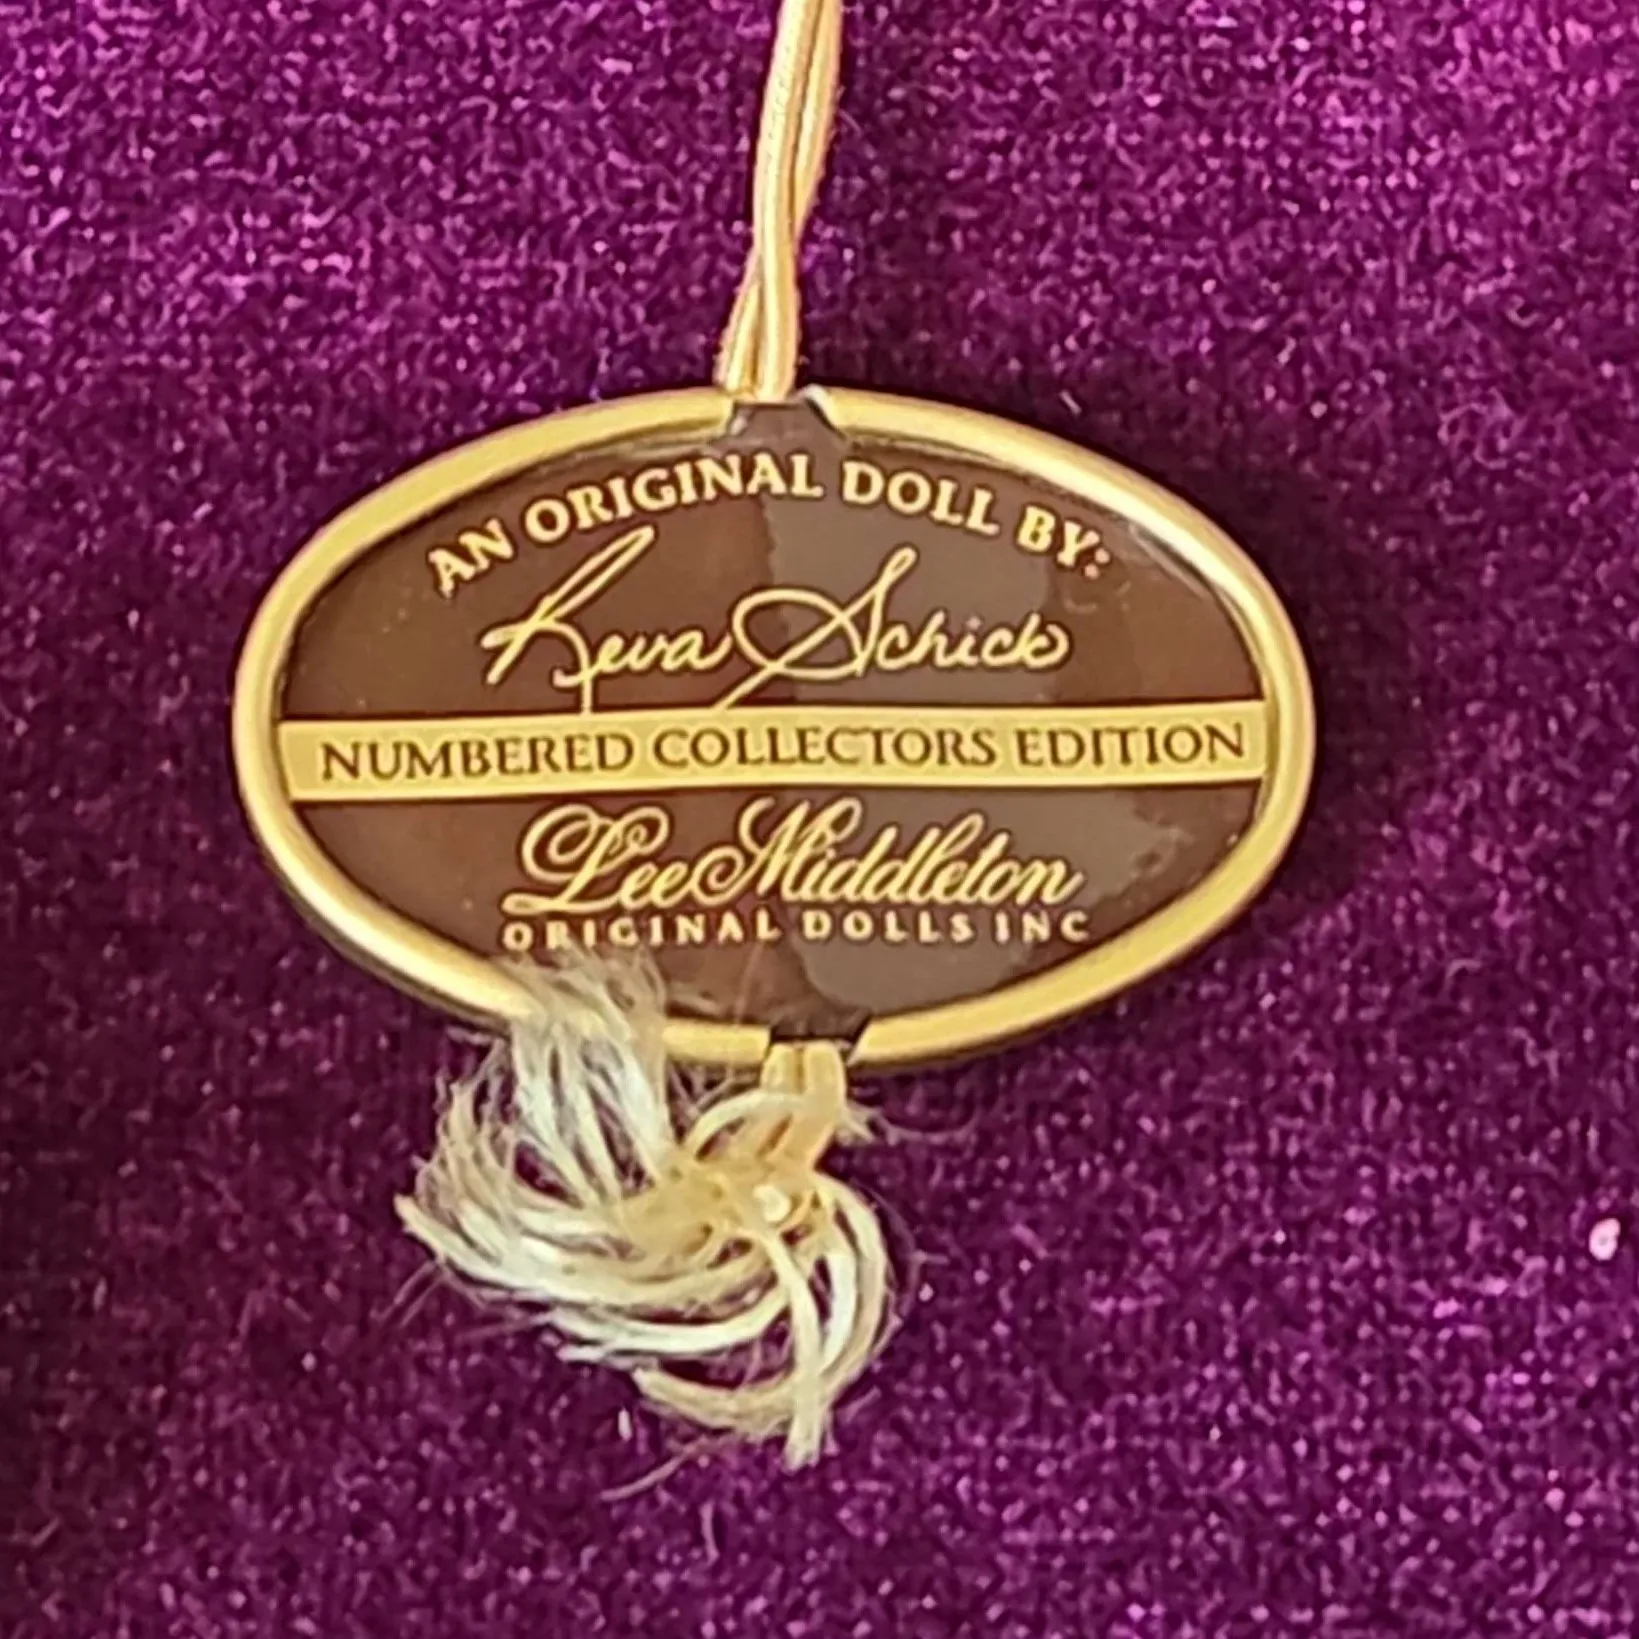 AN ORIGINAL DOLL BY:
Reva Schick
NUMBERED COLLECTORS EDITION
Lee Middleton
ORIGINAL DOLLS INC